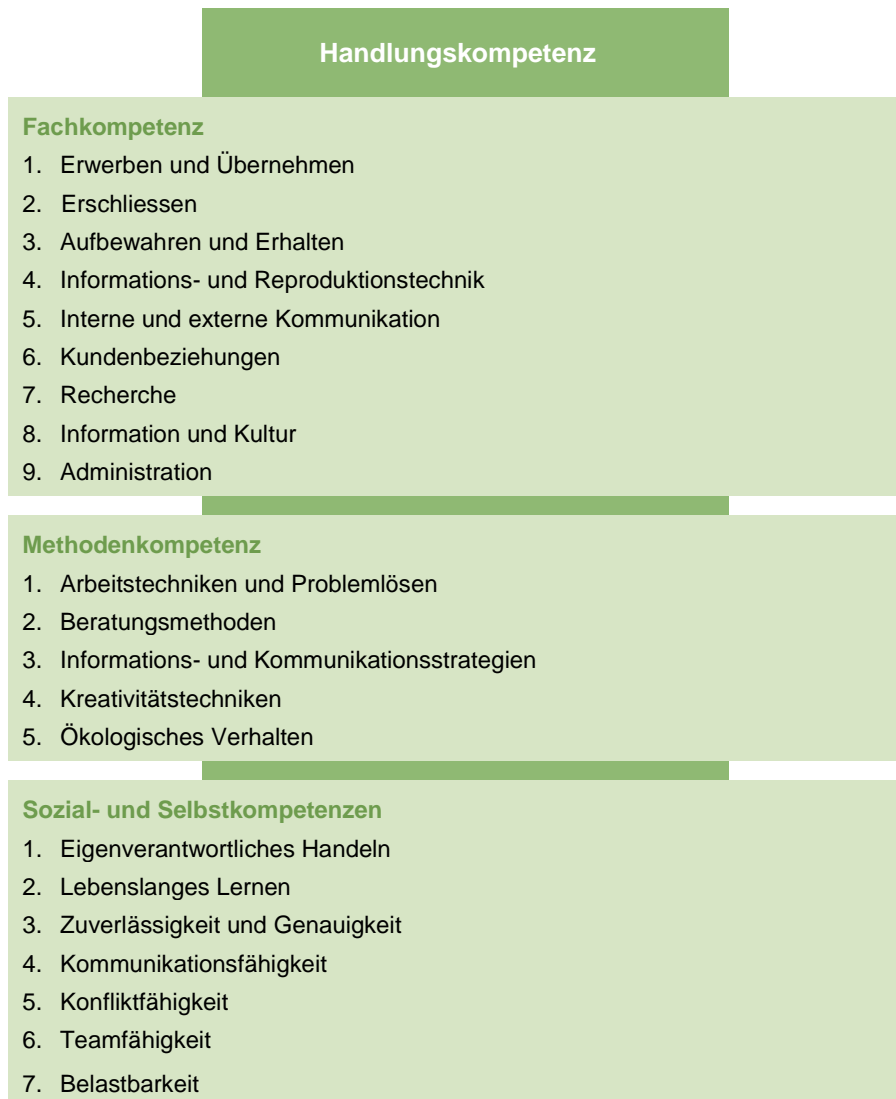 Handlungskompetenz
Fachkompetenz
1. Erwerben und Übernehmen
2. Erschliessen
3. Aufbewahren und Erhalten
4. Informations- und Reproduktionstechnik
5. Interne und externe Kommunikation
6. Kundenbeziehungen
7. Recherche
8. Information und Kultur
9. Administration
Methodenkompetenz
1. Arbeitstechniken und Problemlösen
2. Beratungsmethoden
3. Informations- und Kommunikationsstrategien
4. Kreativitätstechniken
5. Ökologisches Verhalten
Sozial- und Selbstkompetenzen
1. Eigenverantwortliches Handeln
2. Lebenslanges Lernen
3. Zuverlässigkeit und Genauigkeit
4. Kommunikationsfähigkeit
5. Konfliktfähigkeit
6. Teamfähigkeit
7. Belastbarkeit